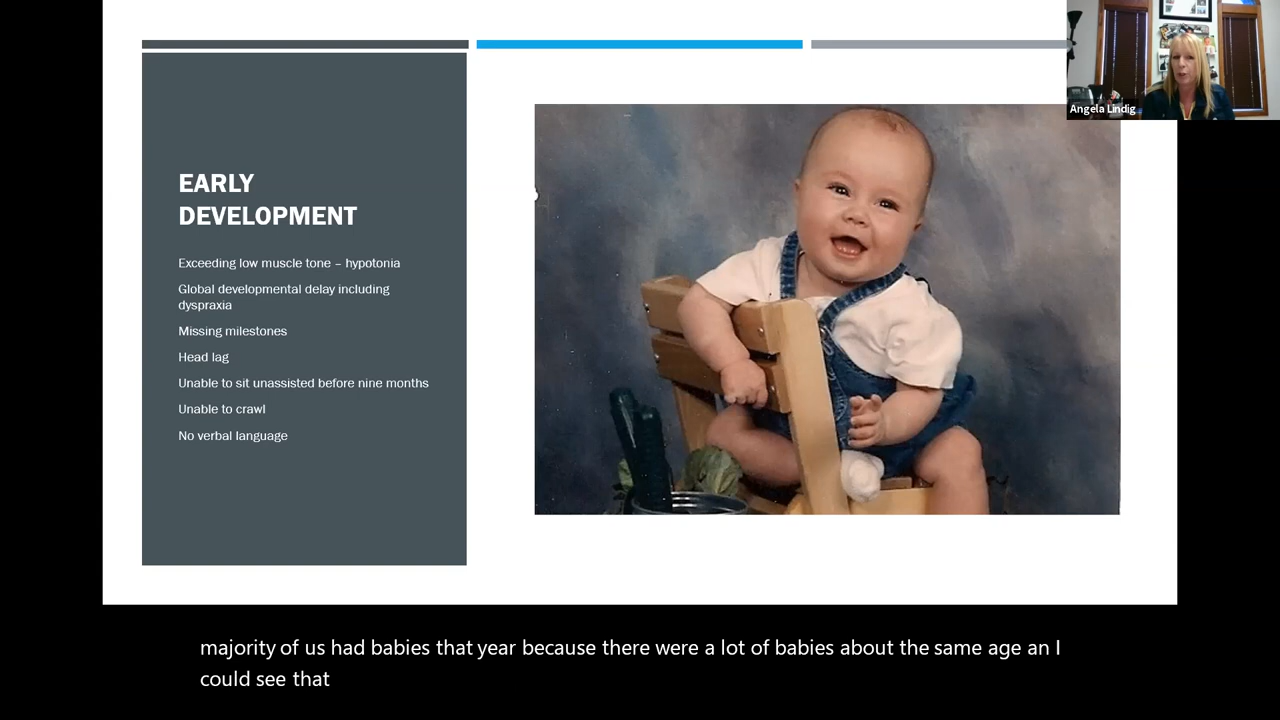 Angela Lindig
EARLY
DEVELOPMENT
Exceeding low muscle tone – hypotonia
Global developmental delay including
dyspraxia
Missing milestones
Head lag
Unable to sit unassisted before nine months
Unable to crawl
No verbal language
majority of us had babies that year because there were a lot of babies about the same age an I
could see that